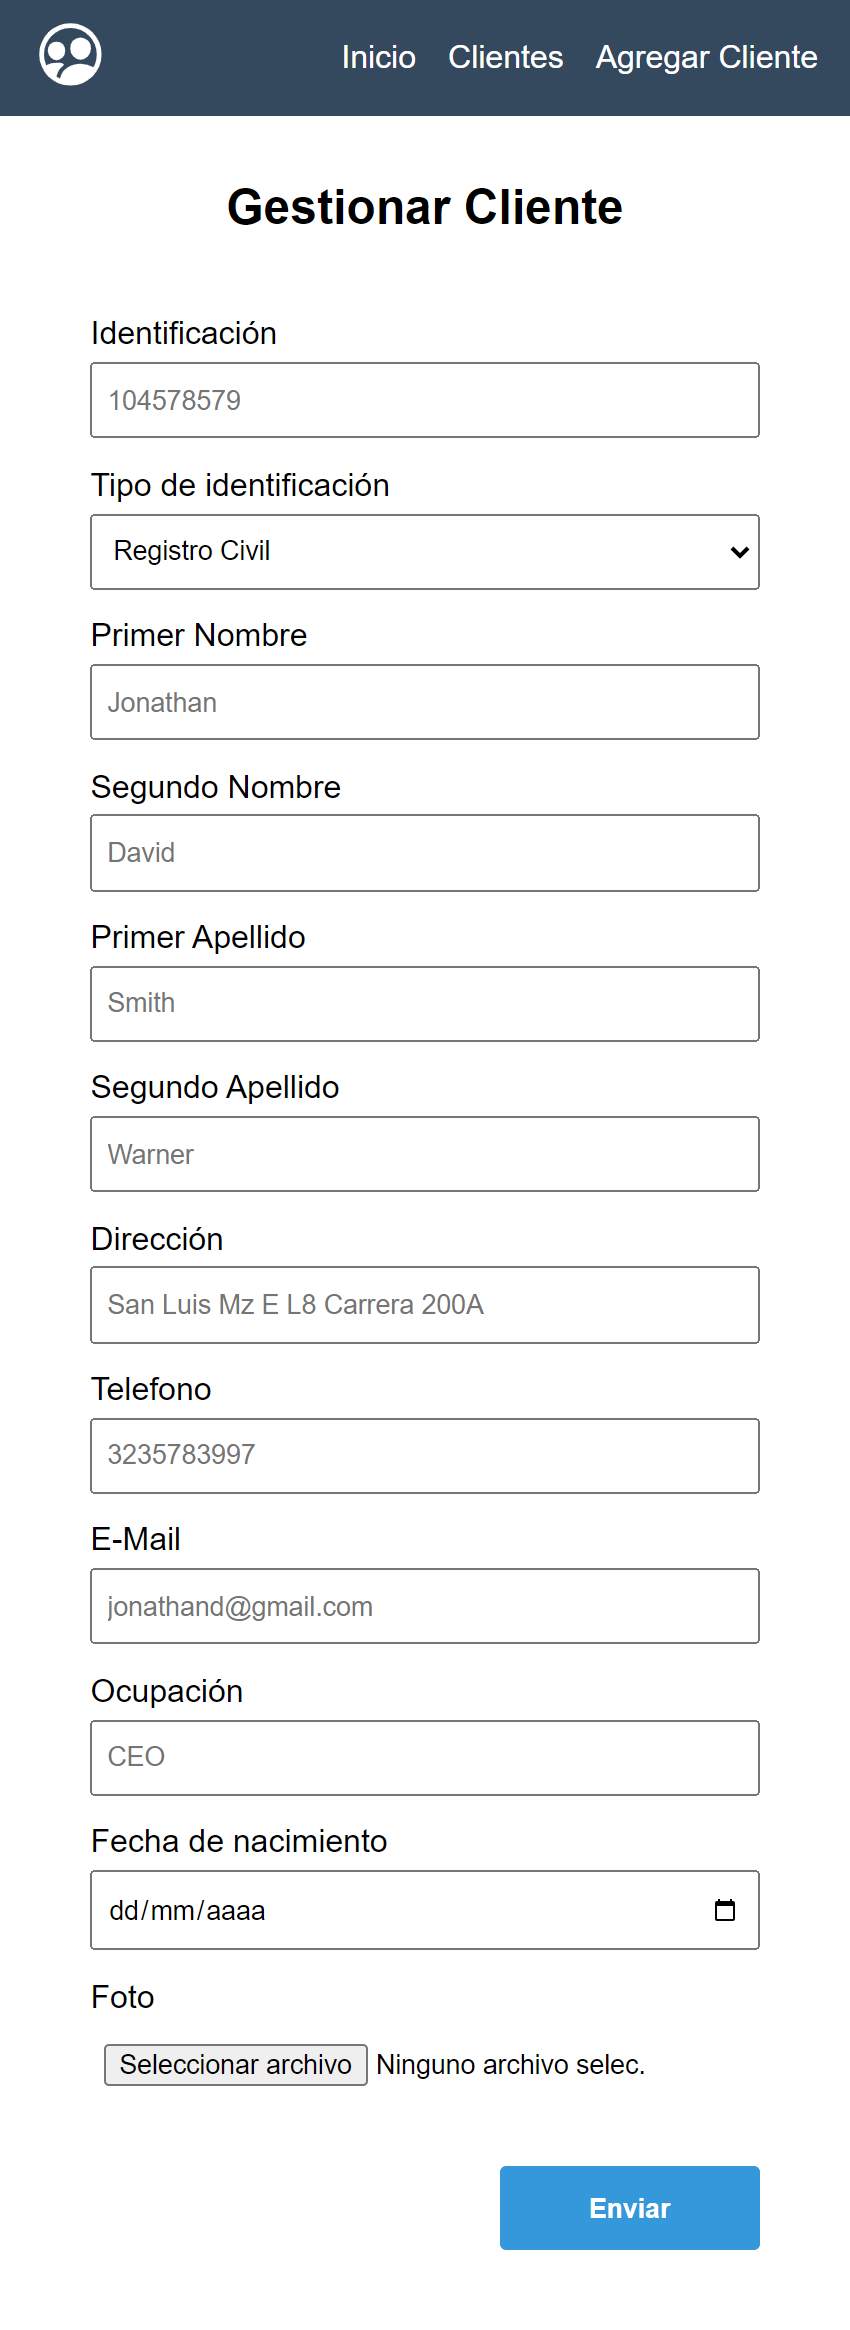 Inicio Clientes Agregar Cliente
Gestionar Cliente
Identificación
104578579
Tipo de identificación
Registro Civil
Primer Nombre
Jonathan
Segundo Nombre
David
Primer Apellido
Smith
Segundo Apellido
Warner
Dirección
San Luis Mz E L8 Carrera 200A
Telefono
3235783997
E-Mail
jonathand@gmail.com
Ocupación
CEO
Fecha de nacimiento
dd/mm/aaaa
Foto
Seleccionar archivo Ninguno archivo selec.
Enviar